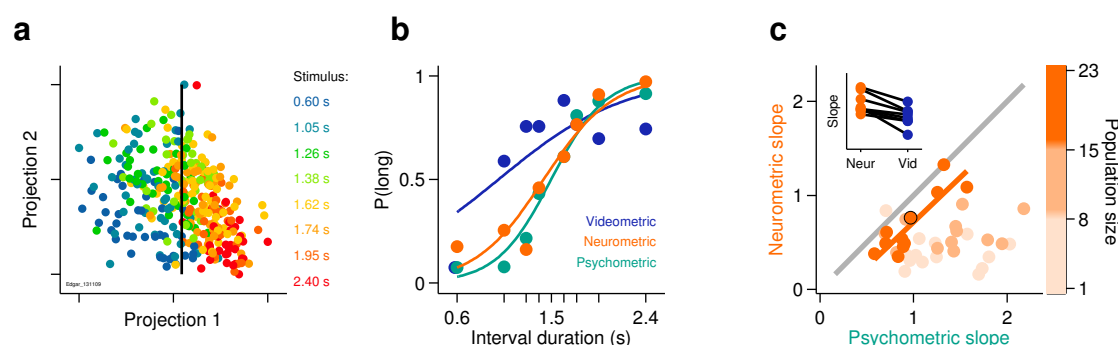 a
Projection 2
Projection 1
Edgar_131109
Stimulus:
0.60 s
1.05 s
1.26 s
1.38 s
1.62 s
1.74 s
1.95 s
2.40 s
b
P(long)
1
0.5
0
0.6
1.5
2.4
Interval duration (s)
Videometric
Neurometric
Psychometric
c
Neurometric slope
2
1
0
0
1
2
Psychometric slope
Slope
Neur
Vid
23
15
8
1
Population size